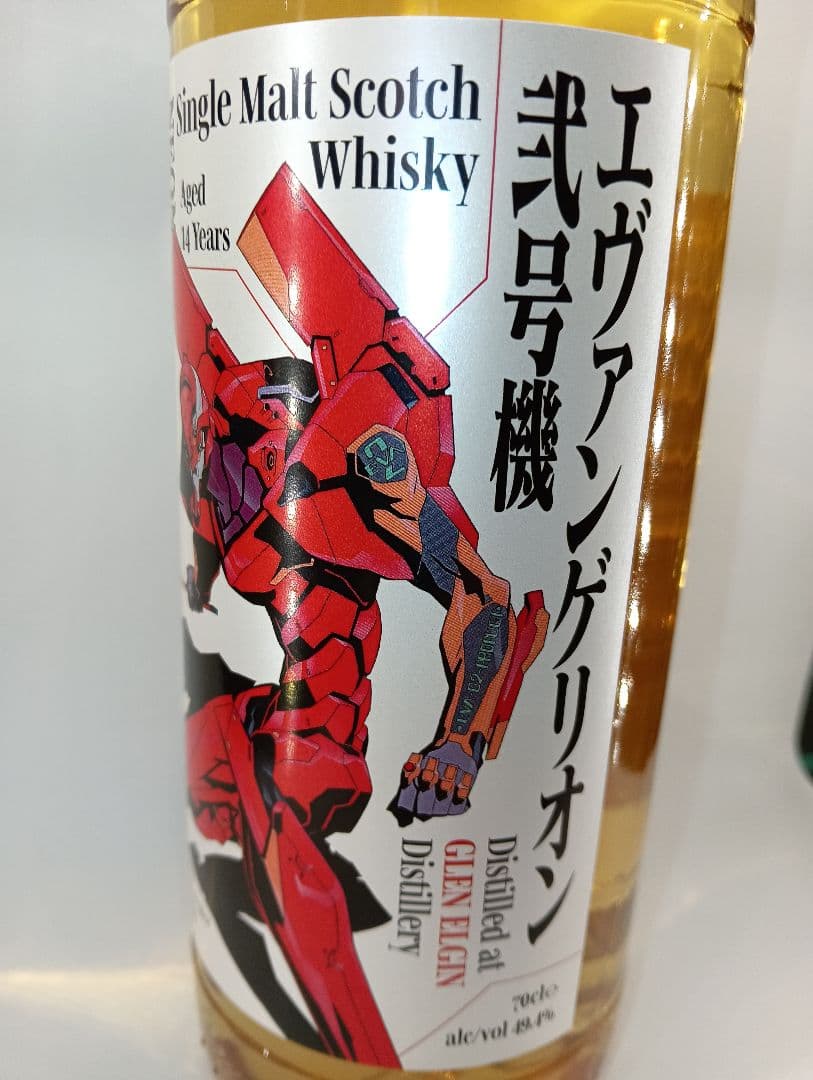 Single Malt Scotch
Whisky
Aged
14 Years
エヴァンゲリオン
弐号機
Distilled at
GLEN ELGIN
Distillery
70cl℮
alc/vol 49.4%